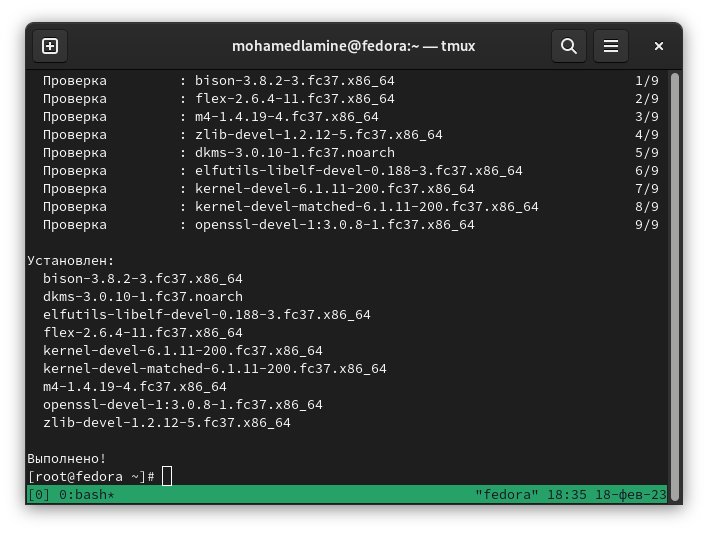 mohamedlamine@fedora:~ — tmux
Проверка : bison-3.8.2-3.fc37.x86_64 1/9
Проверка : flex-2.6.4-11.fc37.x86_64 2/9
Проверка : m4-1.4.19-4.fc37.x86_64 3/9
Проверка : zlib-devel-1.2.12-5.fc37.x86_64 4/9
Проверка : dkms-3.0.10-1.fc37.noarch 5/9
Проверка : elfutils-libelf-devel-0.188-3.fc37.x86_64 6/9
Проверка : kernel-devel-6.1.11-200.fc37.x86_64 7/9
Проверка : kernel-devel-matched-6.1.11-200.fc37.x86_64 8/9
Проверка : openssl-devel-1:3.0.8-1.fc37.x86_64 9/9
Установлен:
bison-3.8.2-3.fc37.x86_64
dkms-3.0.10-1.fc37.noarch
elfutils-libelf-devel-0.188-3.fc37.x86_64
flex-2.6.4-11.fc37.x86_64
kernel-devel-6.1.11-200.fc37.x86_64
kernel-devel-matched-6.1.11-200.fc37.x86_64
m4-1.4.19-4.fc37.x86_64
openssl-devel-1:3.0.8-1.fc37.x86_64
zlib-devel-1.2.12-5.fc37.x86_64
Выполнено!
[root@fedora ~]#
[0] 0:bash* "fedora" 18:35 18-фев-23